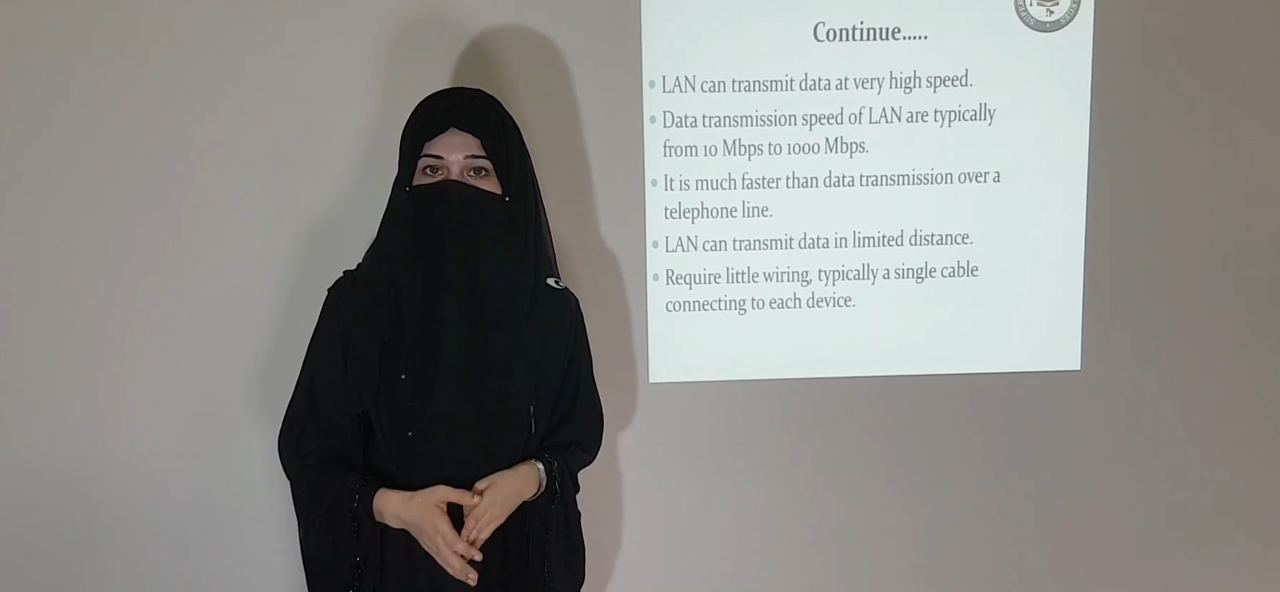 Continue.....
• LAN can transmit data at very high speed.
• Data transmission speed of LAN are typically
from 10 Mbps to 1000 Mbps.
• It is much faster than data transmission over a
telephone line.
• LAN can transmit data in limited distance.
• Require little wiring, typically a single cable
connecting to each device.